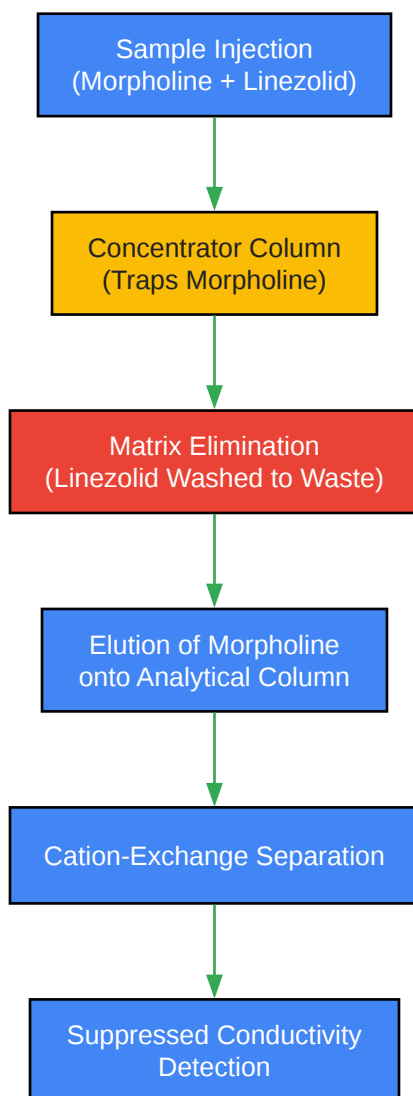 Sample Injection
(Morpholine + Linezolid)
Concentrator Column
(Traps Morpholine)
Matrix Elimination
(Linezolid Washed to Waste)
Elution of Morpholine
onto Analytical Column
Cation-Exchange Separation
Suppressed Conductivity
Detection